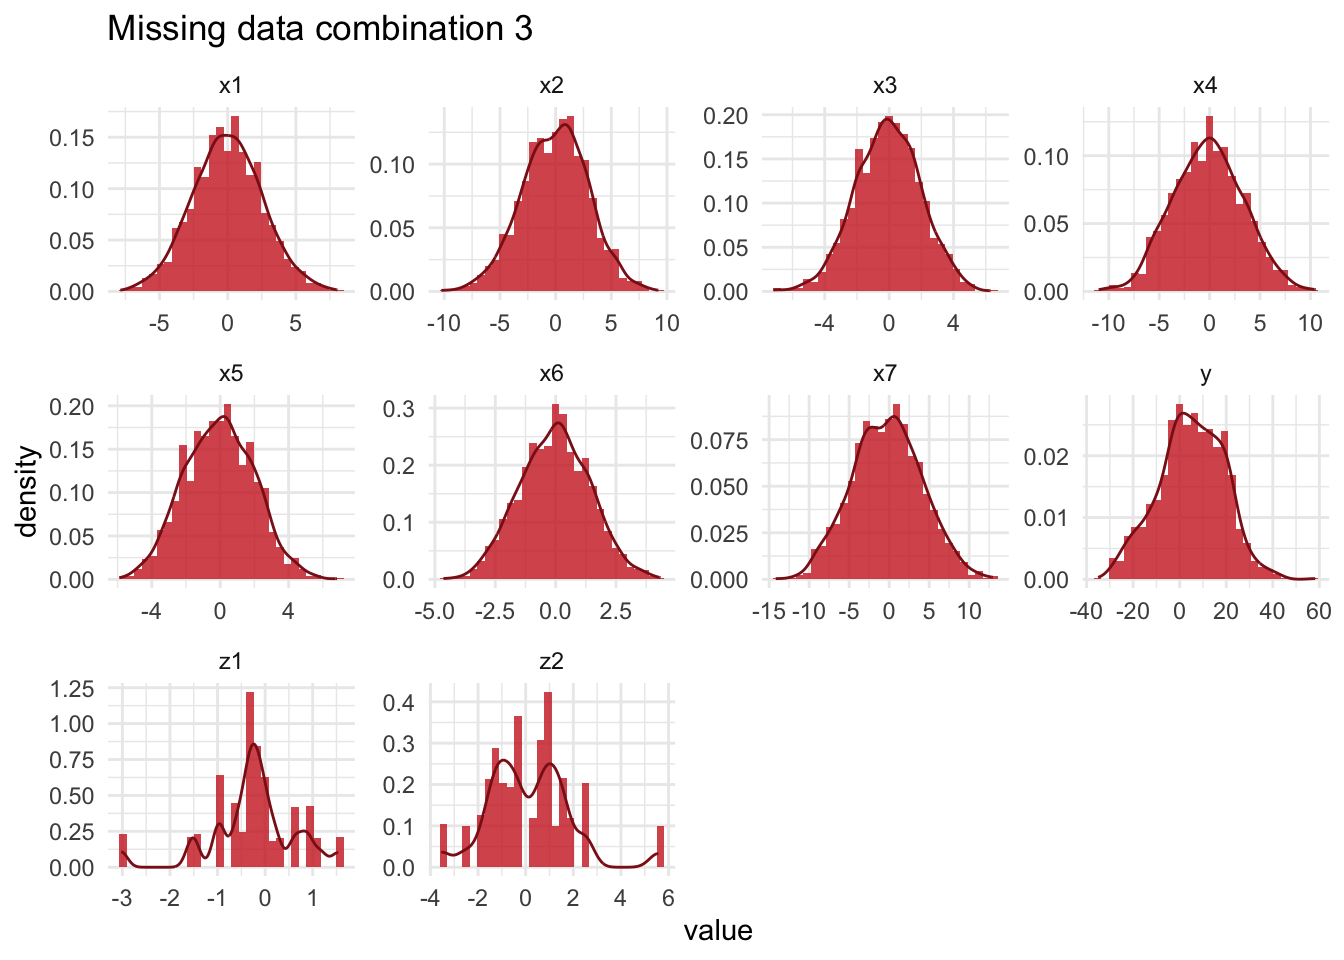 Missing data combination 3
x1 x2 x3 x4
0.15 0.10 0.05 0.00
0.10 0.05 0.00
0.20 0.15 0.10 0.05 0.00
0.10 0.05 0.00
-5 0 5
-10 -5 0 5 10
-4 0 4
-10 -5 0 5 10
x5 x6 x7 y
0.20 0.15 0.10 0.05 0.00
0.3 0.2 0.1 0.0
0.075 0.050 0.025 0.000
0.02 0.01 0.00
-4 0 4
-5.0 -2.5 0.0 2.5
-15 -10 -5 0 5 10
-40 -20 0 20 40 60
z1 z2
1.25 1.00 0.75 0.50 0.25 0.00
0.4 0.3 0.2 0.1 0.0
-3 -2 -1 0 1
-4 -2 0 2 4 6
density
value